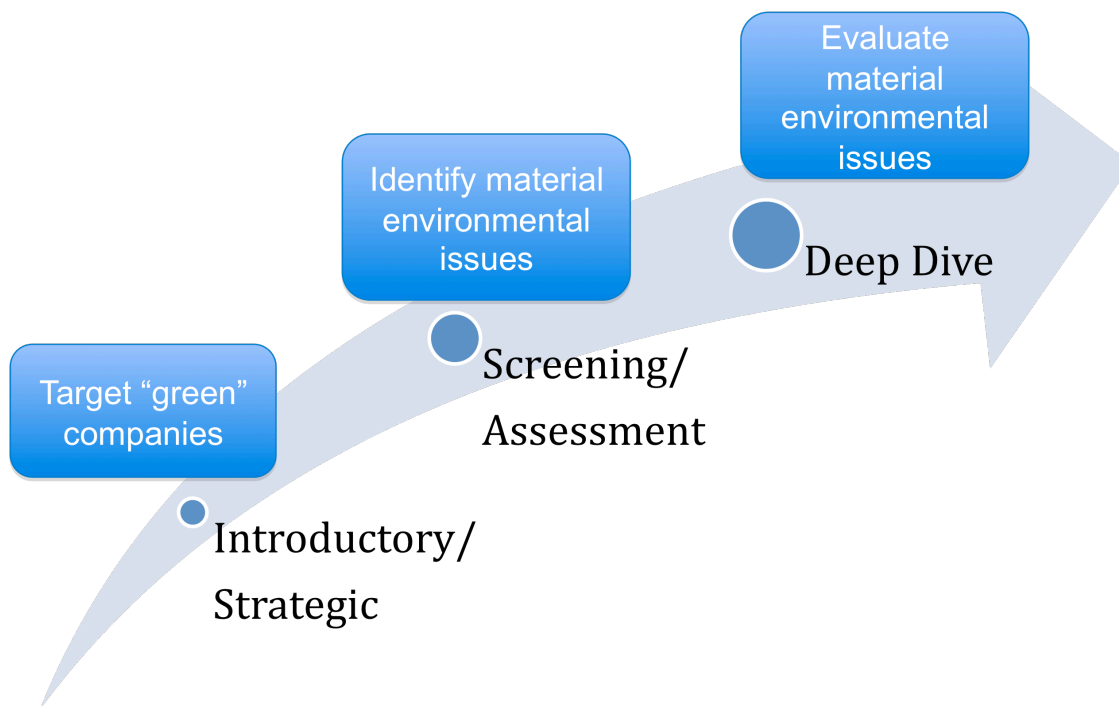 Evaluate
material
environmental
issues
Identify material
environmental
issues
Deep Dive
Target “green”
companies
Screening/
Assessment
Introductory/
Strategic